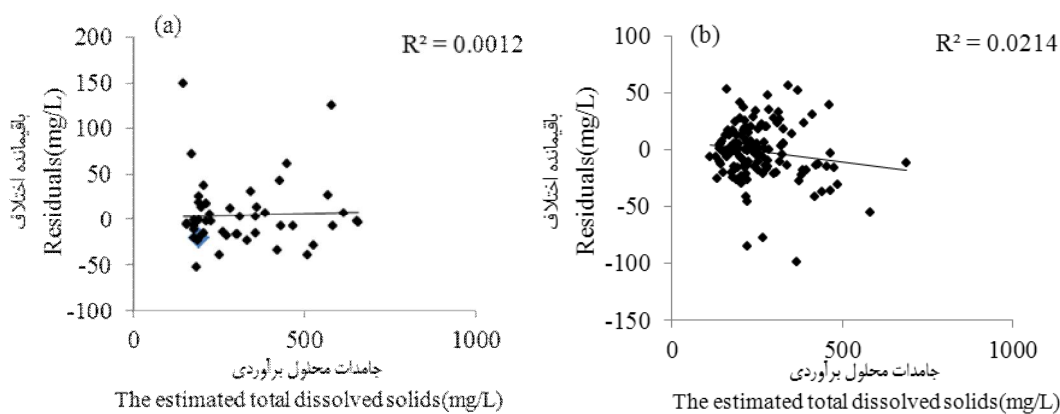 (a)
R² = 0.0012
200
150
100
50
0
-50
-100
0
500
1000
باقیمانده اختلاف
Residuals(mg/L)
جامدات محلول برآوردی
The estimated total dissolved solids(mg/L)
(b)
R² = 0.0214
100
50
0
-50
-100
-150
0
500
1000
باقیمانده اختلاف
Residuals(mg/L)
جامدات محلول برآوردی
The estimated total dissolved solids(mg/L)